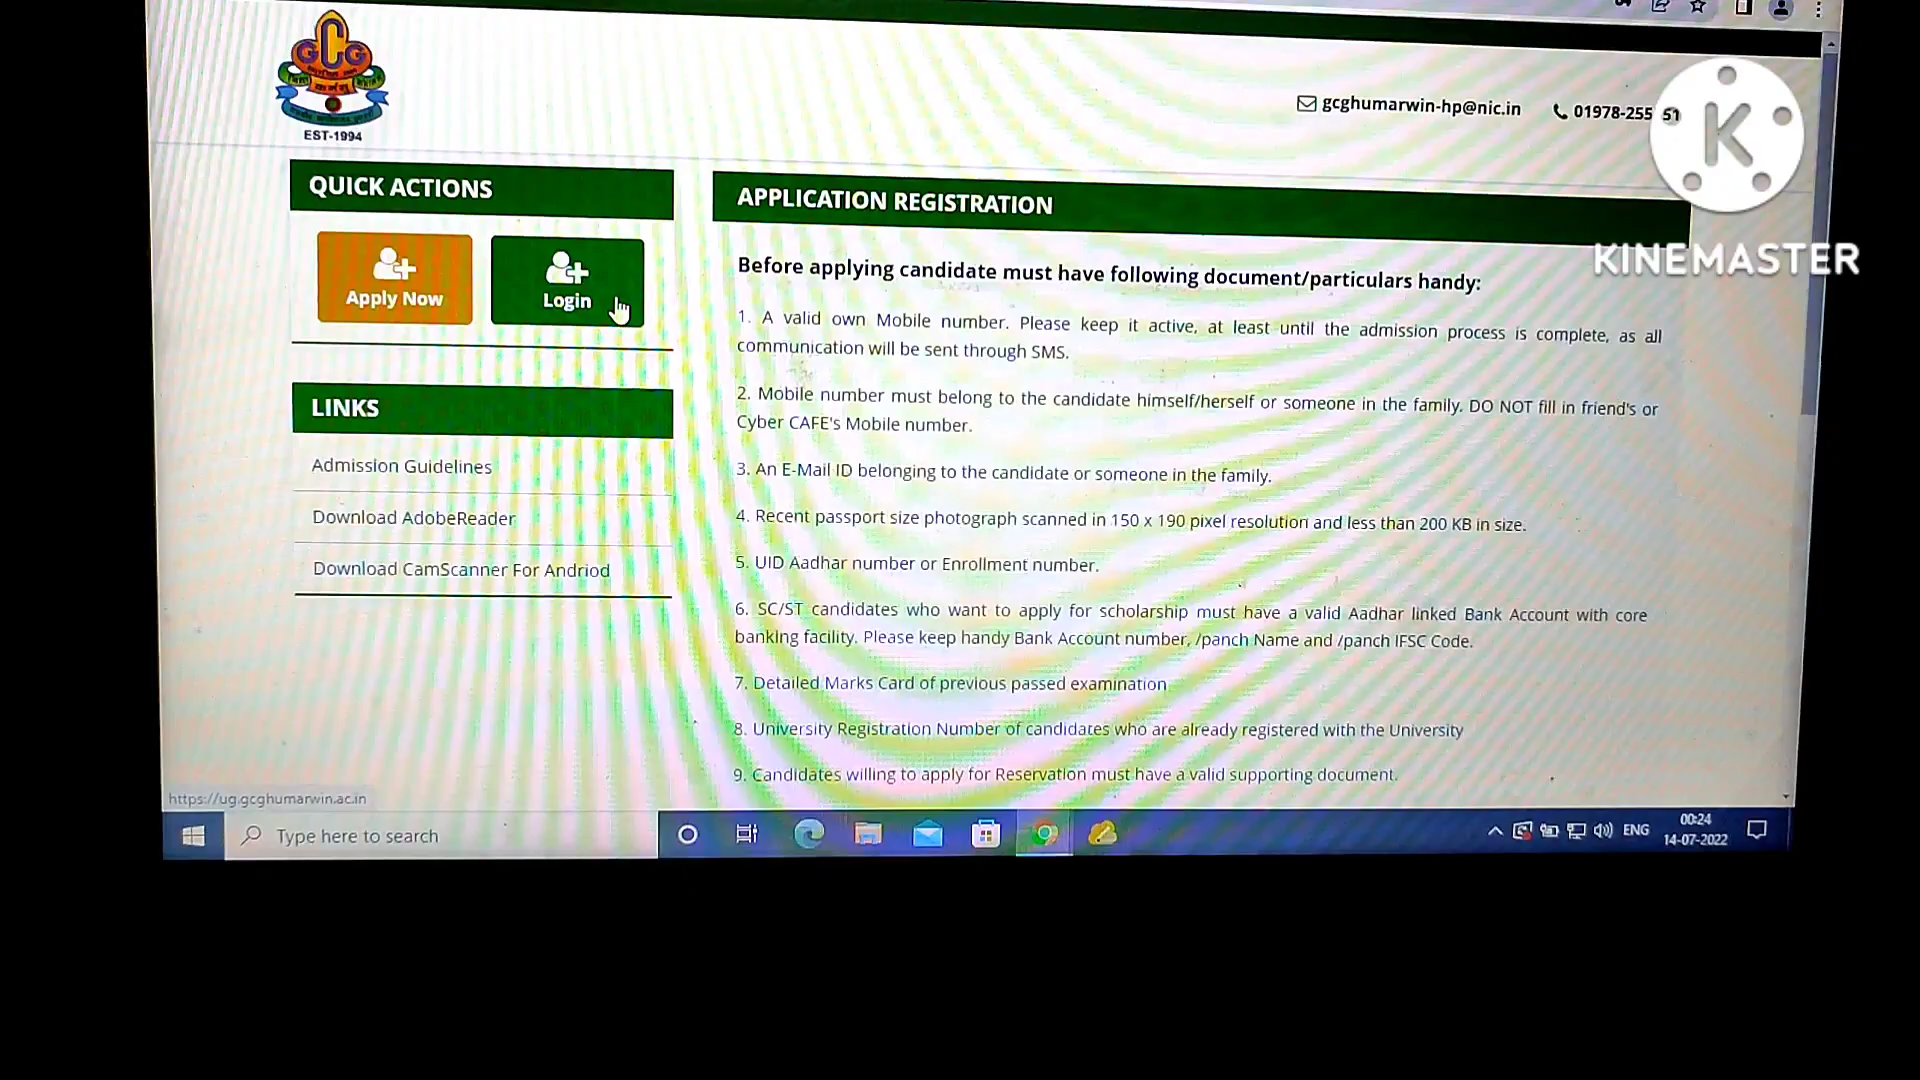 GCG
EST-1994
gcghumarwin-hp@nic.in
01978-255 51
K
KINEMASTER
QUICK ACTIONS
Apply Now
Login
LINKS
Admission Guidelines
Download AdobeReader
Download CamScanner For Andriod
APPLICATION REGISTRATION
Before applying candidate must have following document/particulars handy:
1. A valid own Mobile number. Please keep it active, at least until the admission process is complete, as all
communication will be sent through SMS.
2. Mobile number must belong to the candidate himself/herself or someone in the family. DO NOT fill in friend's or
Cyber CAFE's Mobile number.
3. An E-Mail ID belonging to the candidate or someone in the family.
4. Recent passport size photograph scanned in 150 x 190 pixel resolution and less than 200 KB in size.
5. UID Aadhar number or Enrollment number.
6. SC/ST candidates who want to apply for scholarship must have a valid Aadhar linked Bank Account with core
banking facility. Please keep handy Bank Account number, /panch Name and /panch IFSC Code.
7. Detailed Marks Card of previous passed examination
8. University Registration Number of candidates who are already registered with the University
9. Candidates willing to apply for Reservation must have a valid supporting document.
https://ug.gcghumarwin.ac.in
Type here to search
ENG
00:24
14-07-2022